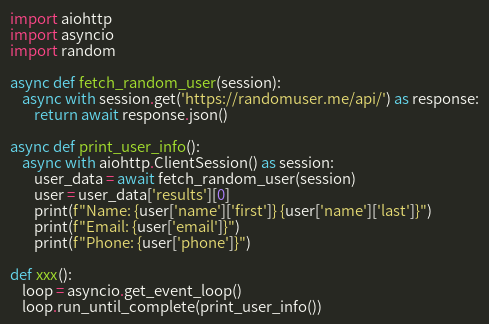 import aiohttp
import asyncio
import random

async def fetch_random_user(session):
    async with session.get('https://randomuser.me/api/') as response:
        return await response.json()

async def print_user_info():
    async with aiohttp.ClientSession() as session:
        user_data = await fetch_random_user(session)
        user = user_data['results'][0]
        print(f"Name: {user['name']['first']} {user['name']['last']}")
        print(f"Email: {user['email']}")
        print(f"Phone: {user['phone']}")

def xxx():
    loop = asyncio.get_event_loop()
    loop.run_until_complete(print_user_info())